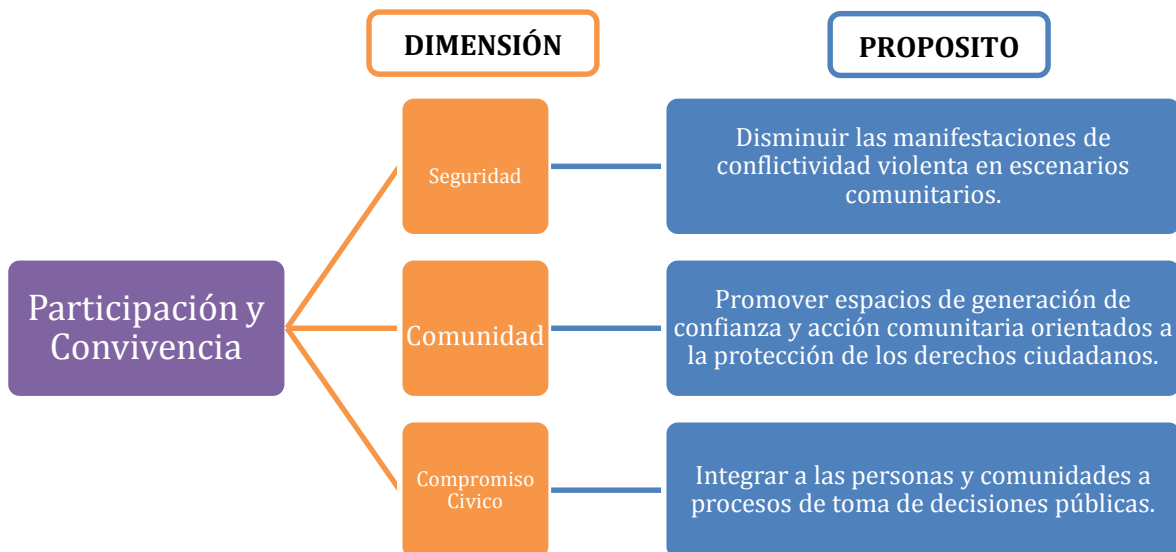 DIMENSIÓN
PROPOSITO
Participación y
Convivencia
Seguridad
Disminuir las manifestaciones de
conflictividad violenta en escenarios
comunitarios.
Comunidad
Promover espacios de generación de
confianza y acción comunitaria orientados a
la protección de los derechos ciudadanos.
Compromiso
Civico
Integrar a las personas y comunidades a
procesos de toma de decisiones públicas.